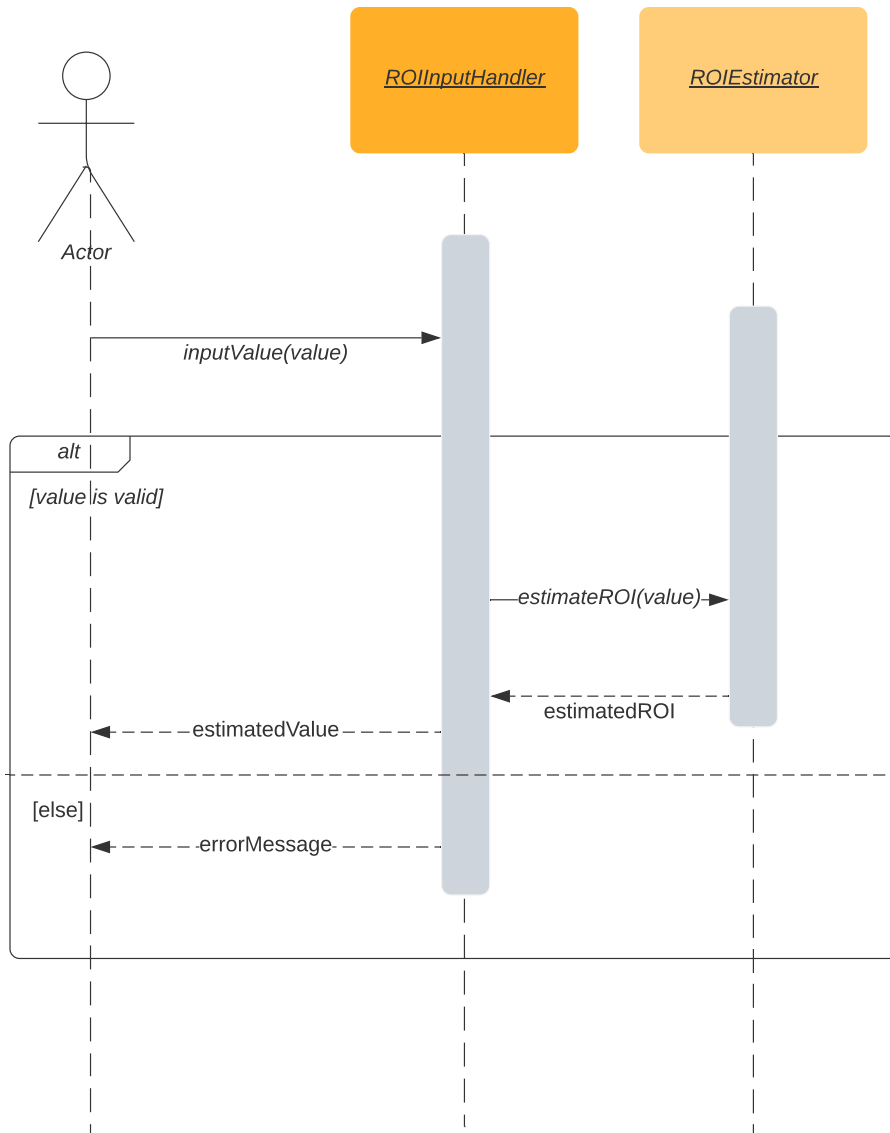 ROIInputHandler
ROIEstimator
Actor
inputValue(value)
alt
[value is valid]
estimateROI(value)
estimatedROI
estimatedValue
[else]
errorMessage